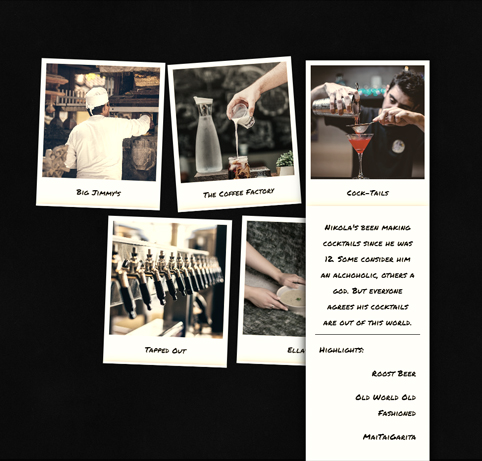 Big Jimmy's
The Coffee Factory
Cock-Tails
Nikola's been making
cocktails since he was
12. Some consider him
an alchoholic, others a
god. But everyone
agrees his cocktails
are out of this world.
Highlights:
Roost Beer
Old World Old
Fashioned
MaiTaiGarita
Tapped Out
Ella